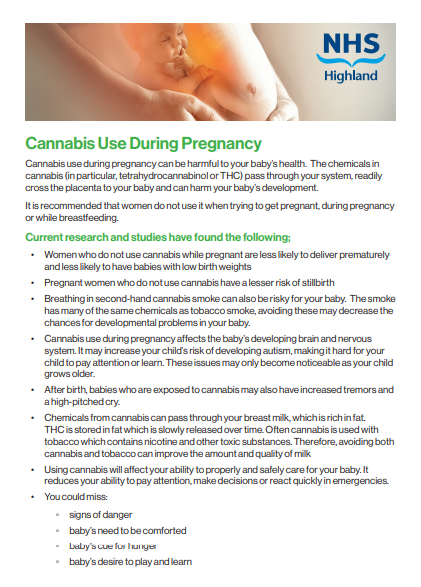 NHS
Highland
Cannabis Use During Pregnancy
Cannabis use during pregnancy can be harmful to your baby's health. The chemicals in
cannabis (in particular, tetrahydrocannabinol or THC) pass through your system, readily
cross the placenta to your baby and can harm your baby's development.
It is recommended that women do not use it when trying to get pregnant, during pregnancy
or while breastfeeding.
Current research and studies have found the following;
• Women who do not use cannabis while pregnant are less likely to deliver prematurely
and less likely to have babies with low birth weights
• Pregnant women who do not use cannabis have a lesser risk of stillbirth
• Breathing in second-hand cannabis smoke can also be risky for your baby. The smoke
has many of the same chemicals as tobacco smoke, avoiding these may decrease the
chances for developmental problems in your baby.
• Cannabis use during pregnancy affects the baby's developing brain and nervous
system. It may increase your child's risk of developing autism, making it hard for your
child to pay attention or learn. These issues may only become noticeable as your child
grows older.
• After birth, babies who are exposed to cannabis may also have increased tremors and
a high-pitched cry.
• Chemicals from cannabis can pass through your breast milk, which is rich in fat.
THC is stored in fat which is slowly released over time. Often cannabis is used with
tobacco which contains nicotine and other toxic substances. Therefore, avoiding both
cannabis and tobacco can improve the amount and quality of milk
• Using cannabis will affect your ability to properly and safely care for your baby. It
reduces your ability to pay attention, make decisions or react quickly in emergencies.
• You could miss:
◦ signs of danger
◦ baby's need to be comforted
◦ baby's cue for hunger
◦ baby's desire to play and learn